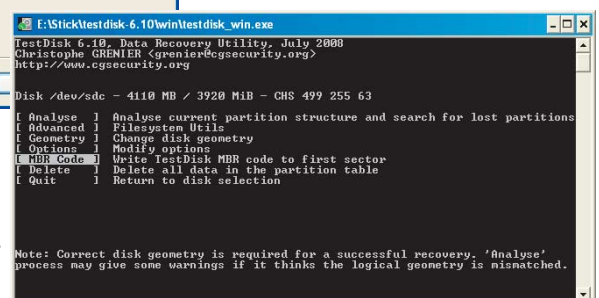 E:\Stick\testdisk-6.10\win\testdisk_win.exe
TestDisk 6.10, Data Recovery Utility, July 2008
Christophe GRENIER <grenier@cgsecurity.org>
http://www.cgsecurity.org
Disk /dev/sdc - 4110 MB / 3920 MiB - CHS 499 255 63
[ Analyse  ]  Analyse current partition structure and search for lost partitions
[ Advanced ]  Filesystem Utils
[ Geometry ]  Change disk geometry
[ Options  ]  Modify options
[ MBR Code ]  Write TestDisk MBR code to first sector
[ Delete   ]  Delete all data in the partition table
[ Quit     ]  Return to disk selection
Note: Correct disk geometry is required for a successful recovery. 'Analyse'
process may give some warnings if it thinks the logical geometry is mismatched.